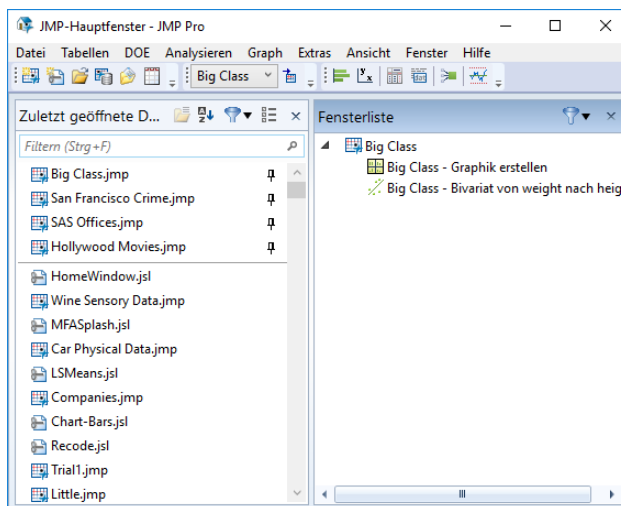 JMP-Hauptfenster - JMP Pro
Datei Tabellen DOE Analysieren Graph Extras Ansicht Fenster Hilfe
Big Class
Zuletzt geöffnete D...
Filtern (Strg+F)
Big Class.jmp
San Francisco Crime.jmp
SAS Offices.jmp
Hollywood Movies.jmp
HomeWindow.jsl
Wine Sensory Data.jmp
MFASplash.jsl
Car Physical Data.jmp
LSMeans.jsl
Companies.jmp
Chart-Bars.jsl
Recode.jsl
Trial1.jmp
Little.jmp
Fensterliste
Big Class
Big Class - Graphik erstellen
Big Class - Bivariat von weight nach heig